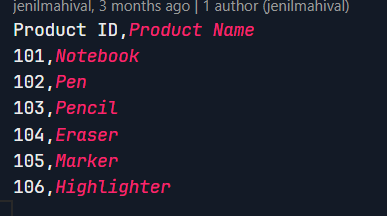 jenilmahival, 3 months ago | 1 author (jenilmahival)
Product ID,Product Name
101,Notebook
102,Pen
103,Pencil
104,Eraser
105,Marker
106,Highlighter